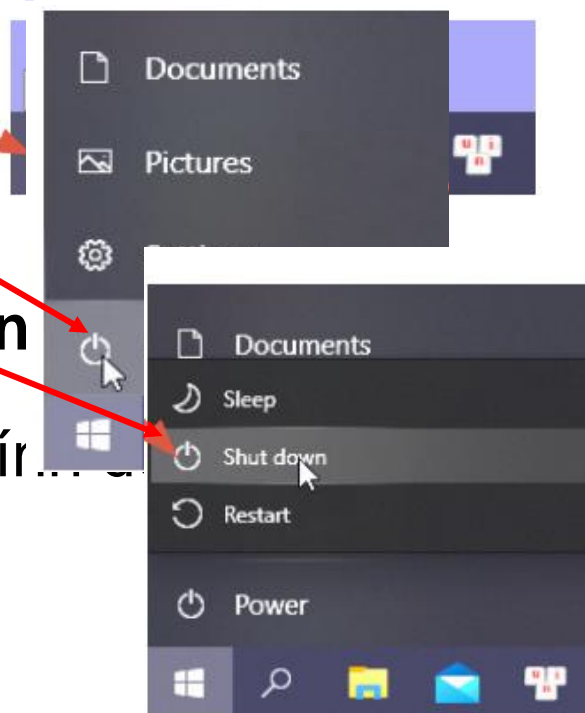 Documents
Pictures
n
Documents
Sleep
Shut down
Restart
Power